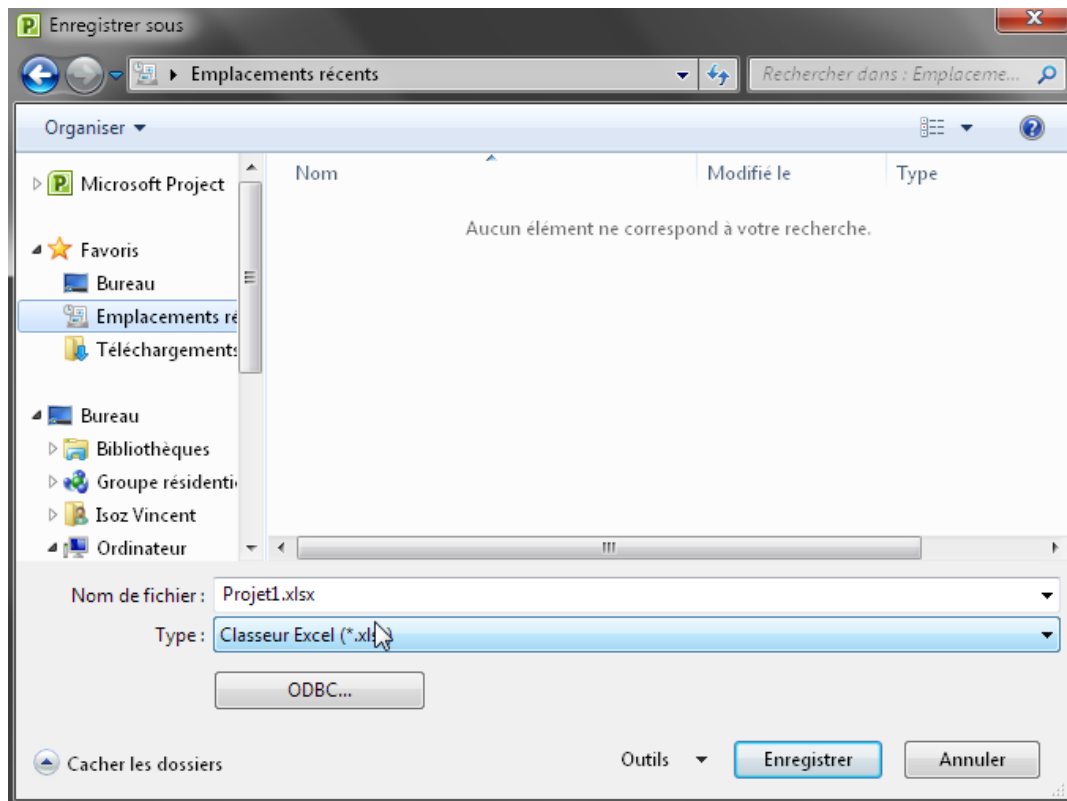 Enregistrer sous
Emplacements récents
Rechercher dans : Emplaceme...
Organiser
Microsoft Project
Favoris
Bureau
Emplacements ré
Téléchargements
Bureau
Bibliothèques
Groupe résidenti
Isoz Vincent
Ordinateur
Nom Modifié le Type
Aucun élément ne correspond à votre recherche.
Nom de fichier : Projet1.xlsx
Type : Classeur Excel (*.xlsx)
ODBC...
Cacher les dossiers
Outils Enregistrer Annuler